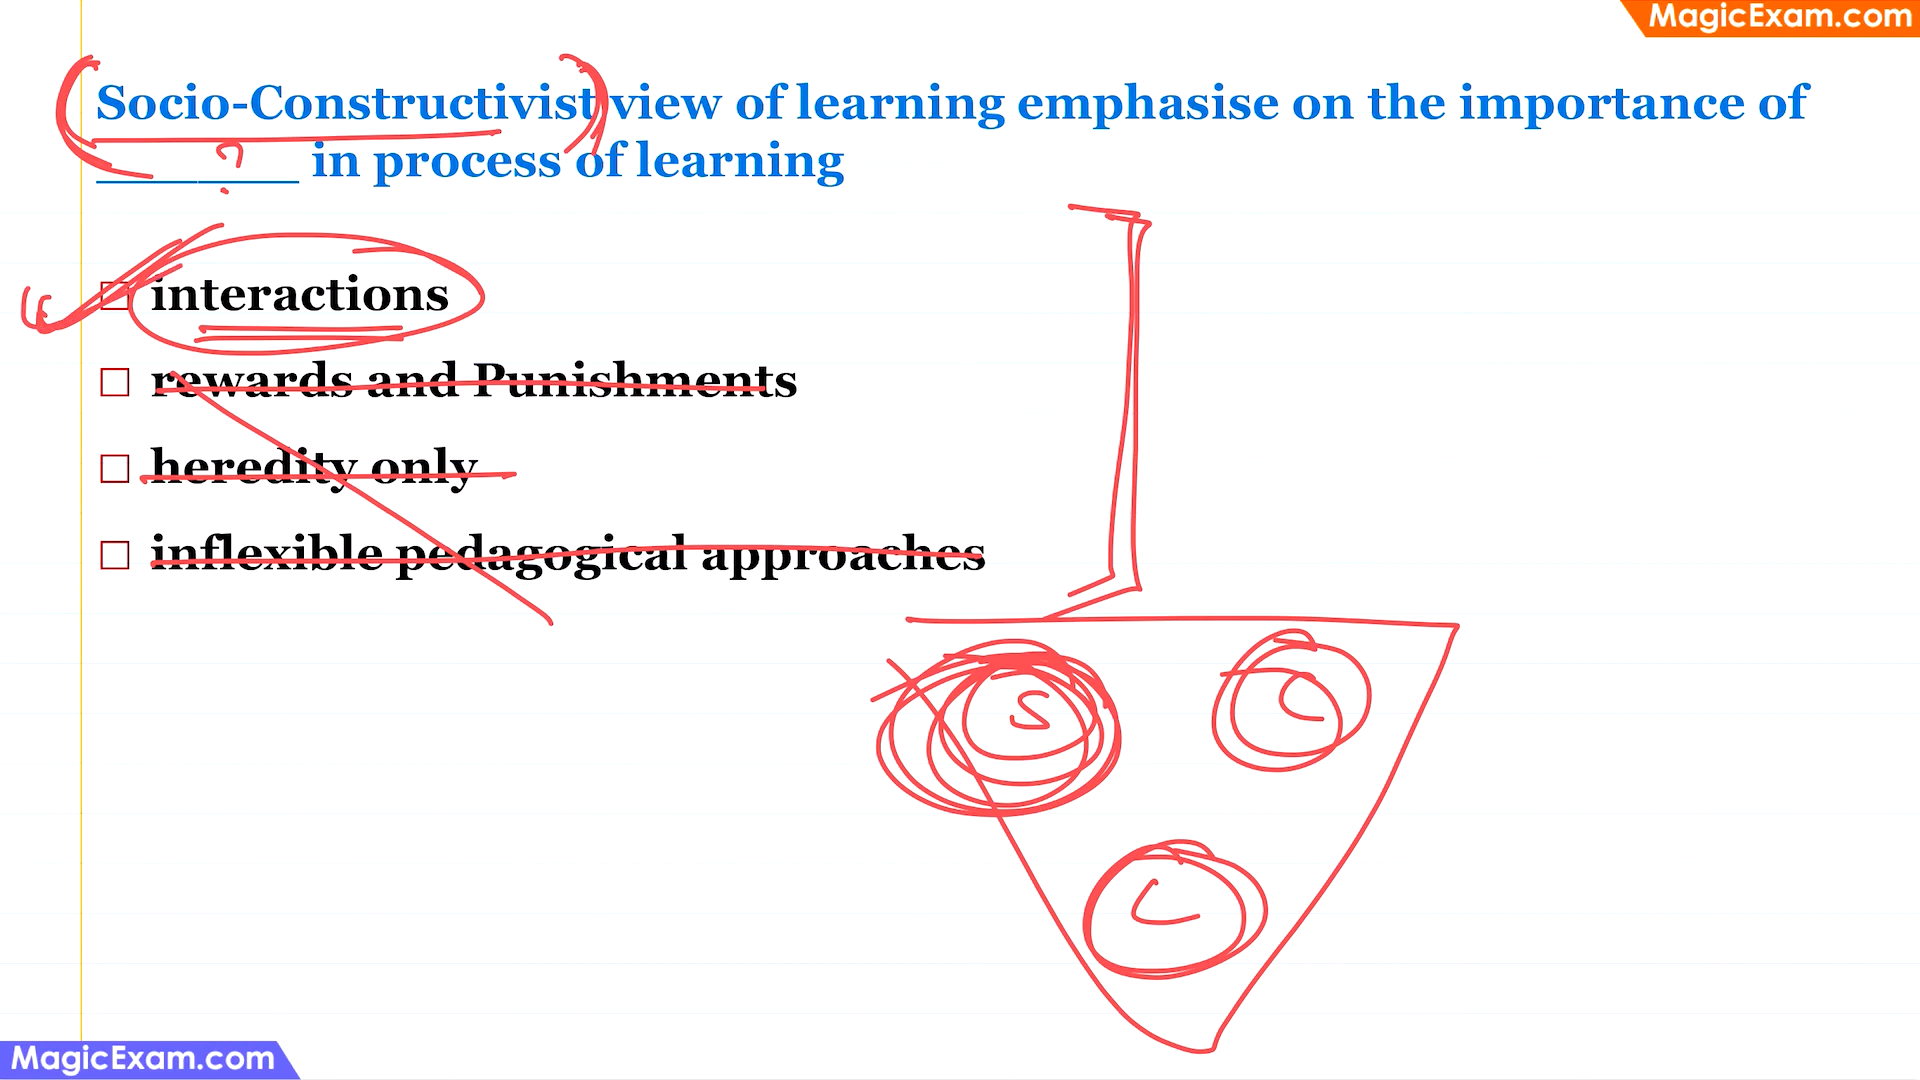 MagicExam.com
Socio-Constructivist view of learning emphasise on the importance of
________ in process of learning
?
interactions
rewards and Punishments
heredity only
inflexible pedagogical approaches
S
C
L
MagicExam.com